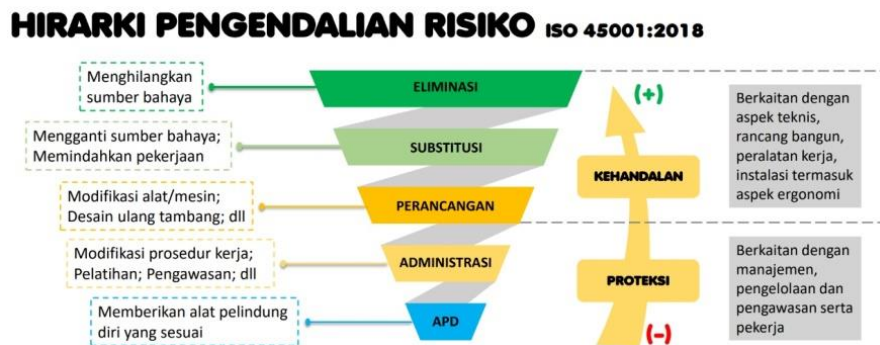 HIRARKI PENGENDALIAN RISIKO ISO 45001:2018
Menghilangkan
sumber bahaya
ELIMINASI
Mengganti sumber bahaya;
Memindahkan pekerjaan
SUBSTITUSI
Modifikasi alat/mesin;
Desain ulang tambang; dll
PERANCANGAN
Modifikasi prosedur kerja;
Pelatihan; Pengawasan; dll
ADMINISTRASI
Memberikan alat pelindung
diri yang sesuai
APD
(+)
KEHANDALAN
PROTEKSI
(-)
Berkaitan dengan
aspek teknis,
rancang bangun,
peralatan kerja,
instalasi termasuk
aspek ergonomi
Berkaitan dengan
manajemen,
pengelolaan dan
pengawasan serta
pekerja